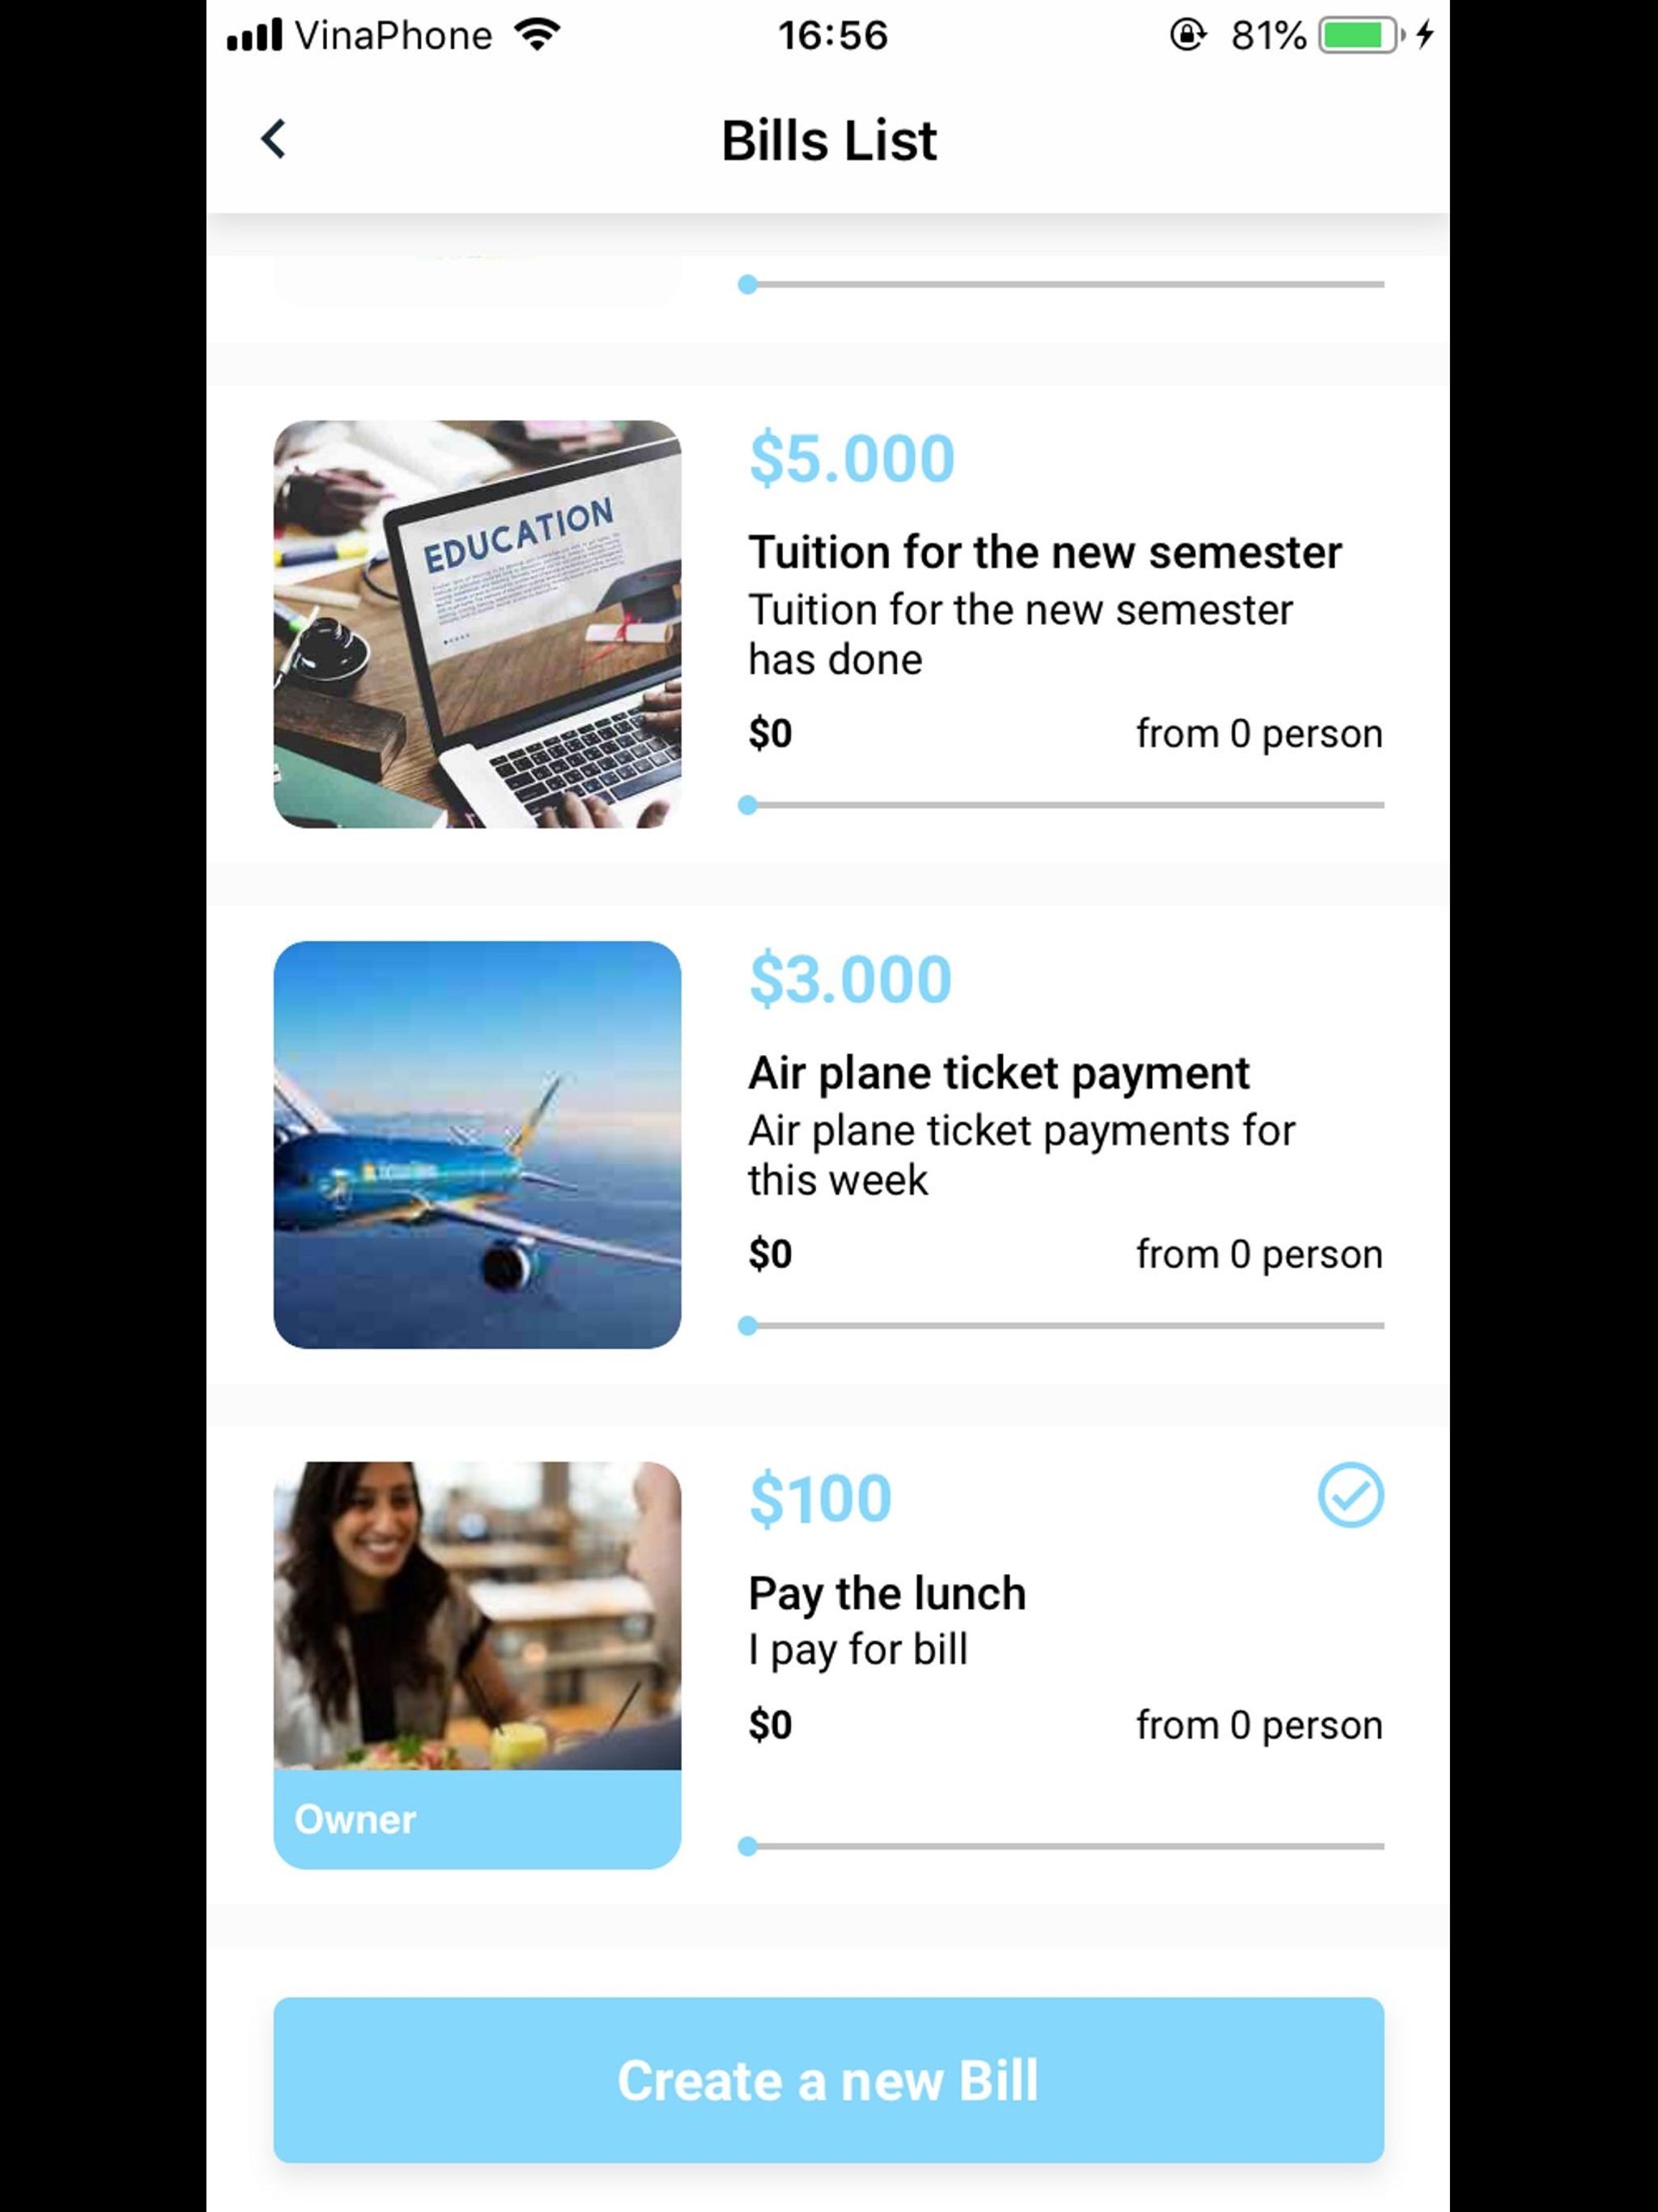 VinaPhone 16:56 81%
Bills List
$5.000
EDUCATION
Tuition for the new semester
Tuition for the new semester
has done
$0 from 0 person
$3.000
Air plane ticket payment
Air plane ticket payments for
this week
$0 from 0 person
$100
Pay the lunch
I pay for bill
$0 from 0 person
Owner
Create a new Bill